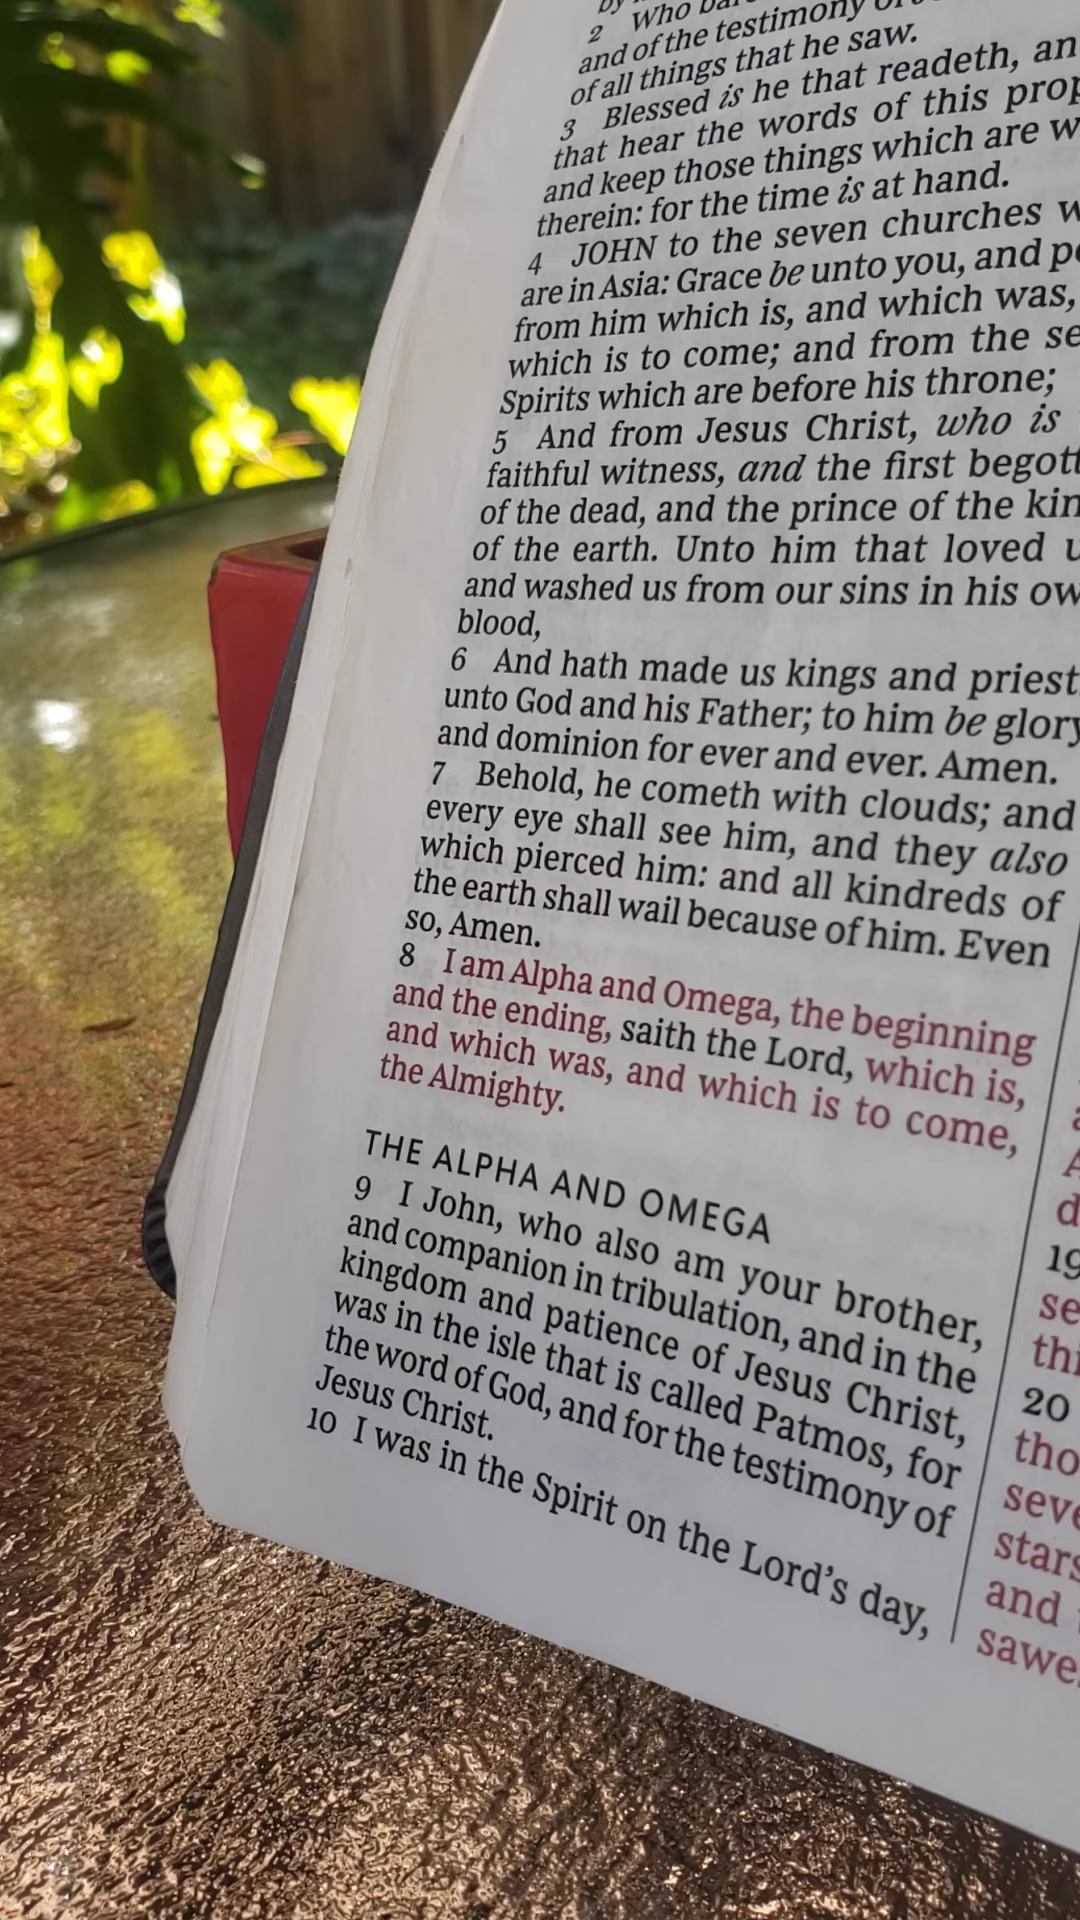 2 Who
and of the testimony
of all things that he saw.
3 Blessed is he that readeth, an
that hear the words of this prop
and keep those things which are w
therein: for the time is at hand.
4 JOHN to the seven churches w
are in Asia: Grace be unto you, and pe
from him which is, and which was,
which is to come; and from the se
Spirits which are before his throne;
5 And from Jesus Christ, who is
faithful witness, and the first begott
of the dead, and the prince of the kin
of the earth. Unto him that loved u
and washed us from our sins in his ow
blood,
6 And hath made us kings and priest
unto God and his Father; to him be glory
and dominion for ever and ever. Amen.
7 Behold, he cometh with clouds; and
every eye shall see him, and they also
which pierced him: and all kindreds of
the earth shall wail because of him. Even
so, Amen.
8 I am Alpha and Omega, the beginning
and the ending, saith the Lord, which is,
and which was, and which is to come,
the Almighty.
THE ALPHA AND OMEGA
9 I John, who also am your brother,
and companion in tribulation, and in the
kingdom and patience of Jesus Christ,
was in the isle that is called Patmos, for
the word of God, and for the testimony of
Jesus Christ.
10 I was in the Spirit on the Lord's day,
d
19
se
thi
20
tho
seve
stars
and
sawe